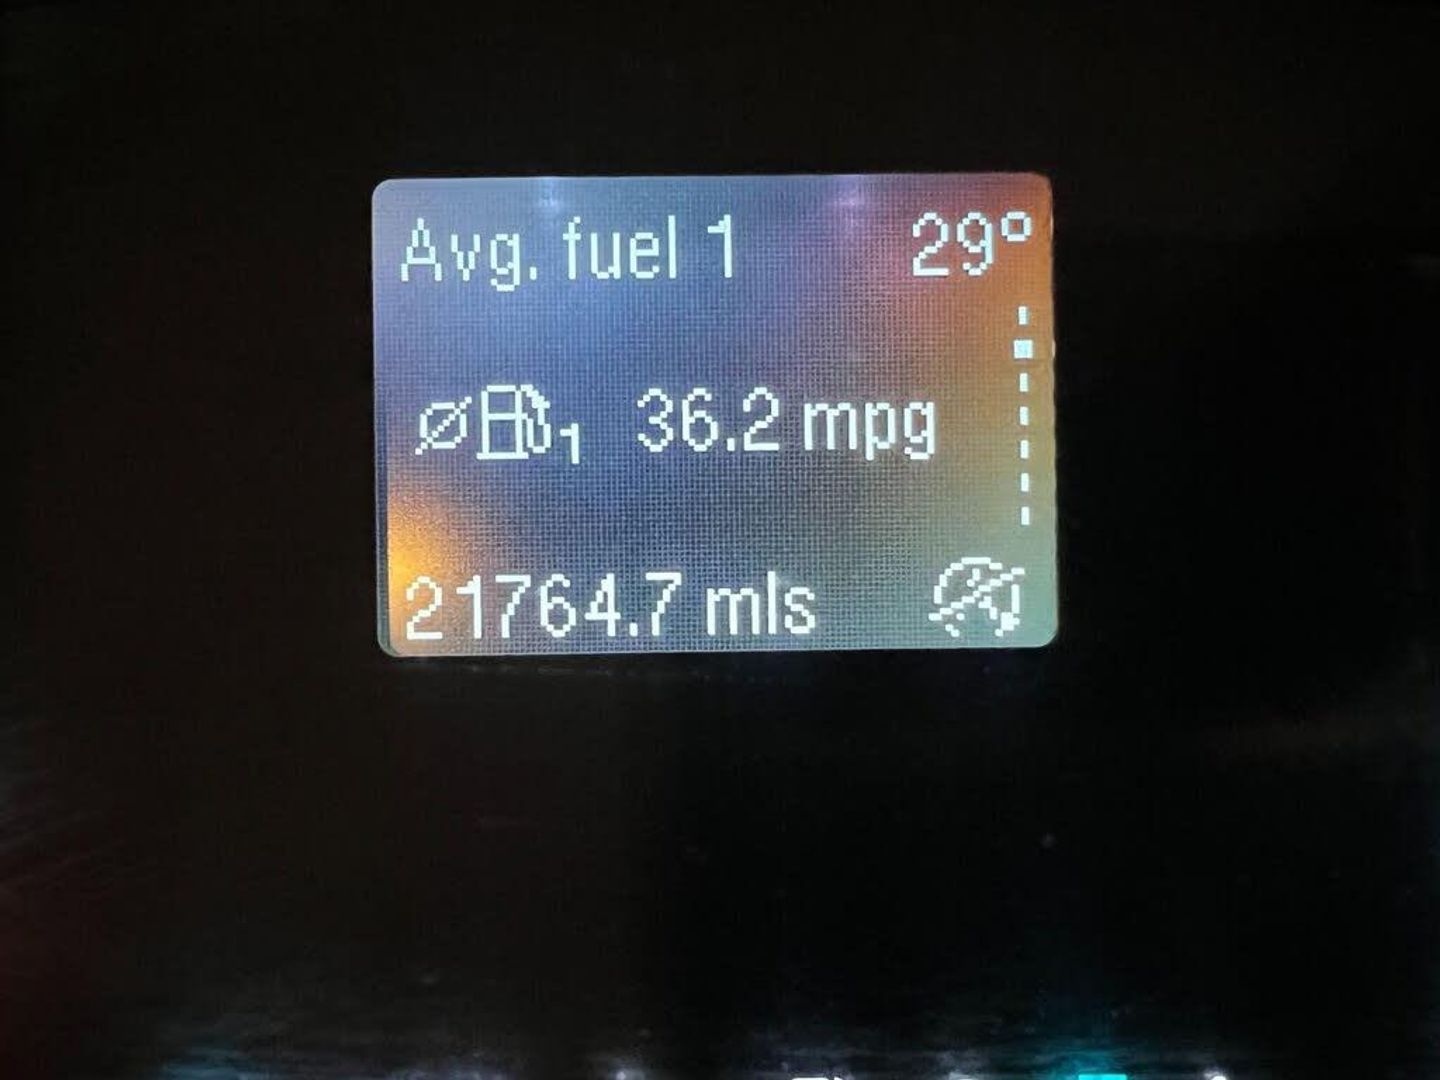 Avg. fuel 1 29°
Ø 1 36.2 mpg
21764.7 mls